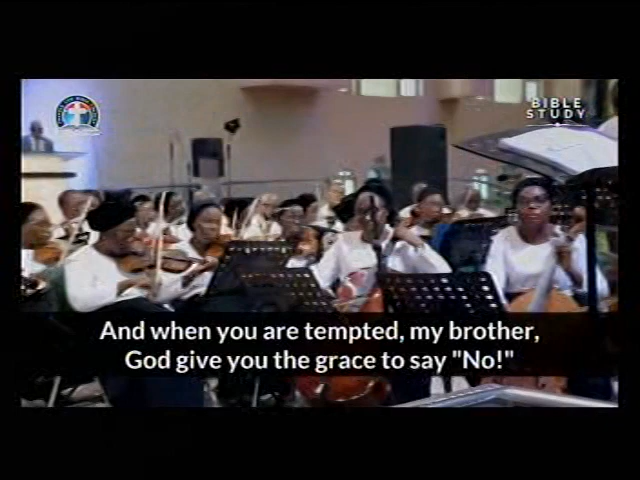 BIBLE
STUDY
And when you are tempted, my brother,
God give you the grace to say "No!"